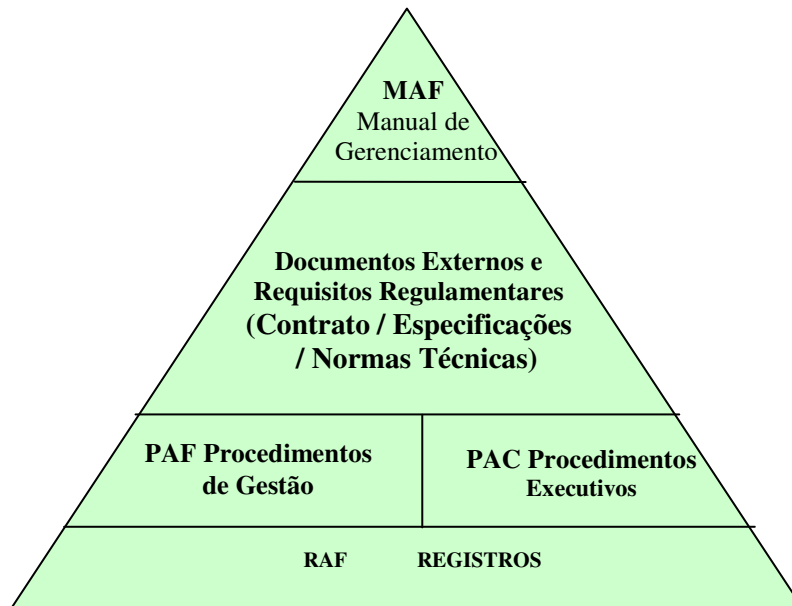 MAF
Manual de
Gerenciamento
Documentos Externos e
Requisitos Regulamentares
(Contrato / Especificações
/ Normas Técnicas)
PAF Procedimentos
de Gestão
PAC Procedimentos
Executivos
RAF REGISTROS